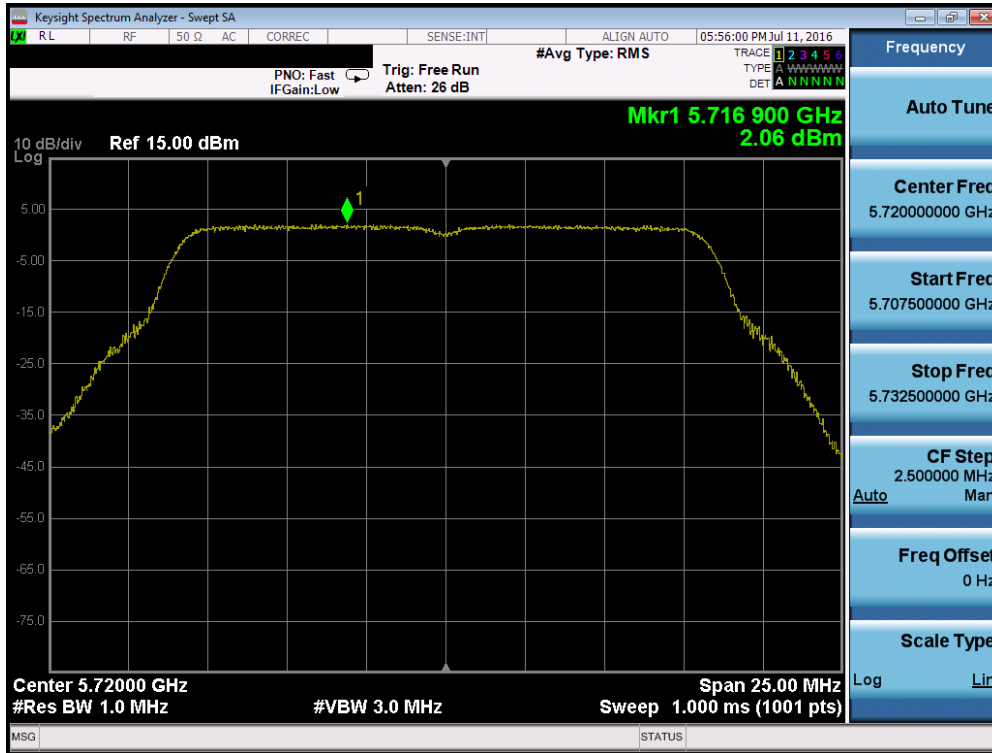 Keysight Spectrum Analyzer - Swept SA
LXI RL RF 50 Ω AC CORREC SENSE:INT ALIGN AUTO 05:56:00 PM Jul 11, 2016
PNO: Fast
IFGain:Low
Trig: Free Run
Atten: 26 dB
#Avg Type: RMS
TRACE 1 2 3 4 5 6
TYPE A WWWWW
DET A N N N N N
Mkr1 5.716 900 GHz
2.06 dBm
10 dB/div
Log
Ref 15.00 dBm
1
5.00
-5.00
-15.0
-25.0
-35.0
-45.0
-55.0
-65.0
-75.0
Center 5.72000 GHz
Span 25.00 MHz
#Res BW 1.0 MHz
#VBW 3.0 MHz
Sweep 1.000 ms (1001 pts)
MSG
STATUS
Frequency
Auto Tune
Center Freq
5.720000000 GHz
Start Freq
5.707500000 GHz
Stop Freq
5.732500000 GHz
CF Step
2.500000 MHz
Auto Man
Freq Offset
0 Hz
Scale Type
Log Lin